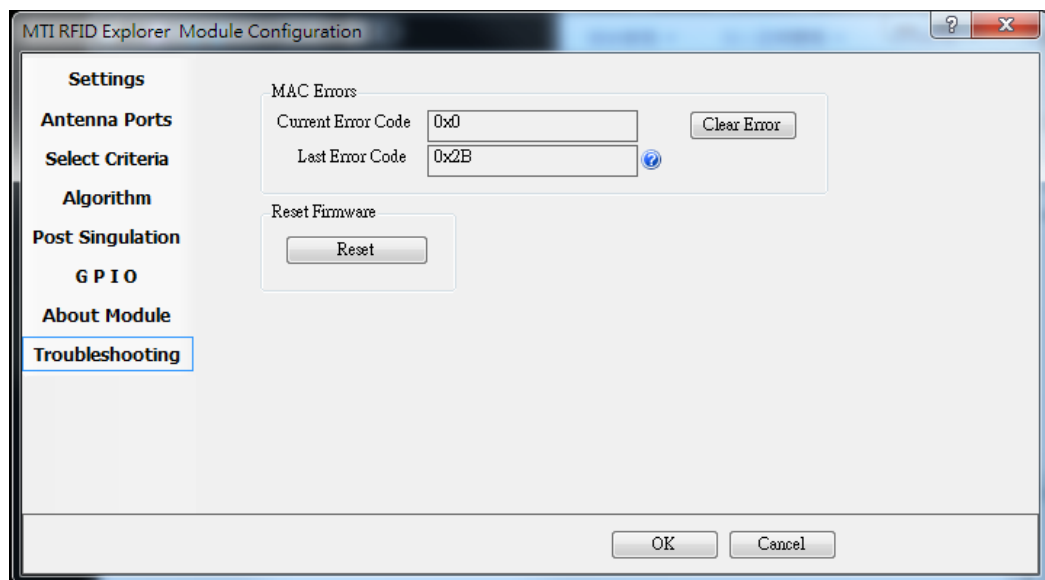 MTI RFID Explorer Module Configuration
Settings
Antenna Ports
Select Criteria
Algorithm
Post Singulation
G P I O
About Module
Troubleshooting
MAC Errors
Current Error Code 0x0 Clear Error
Last Error Code 0x2B
Reset Firmware
Reset
OK Cancel